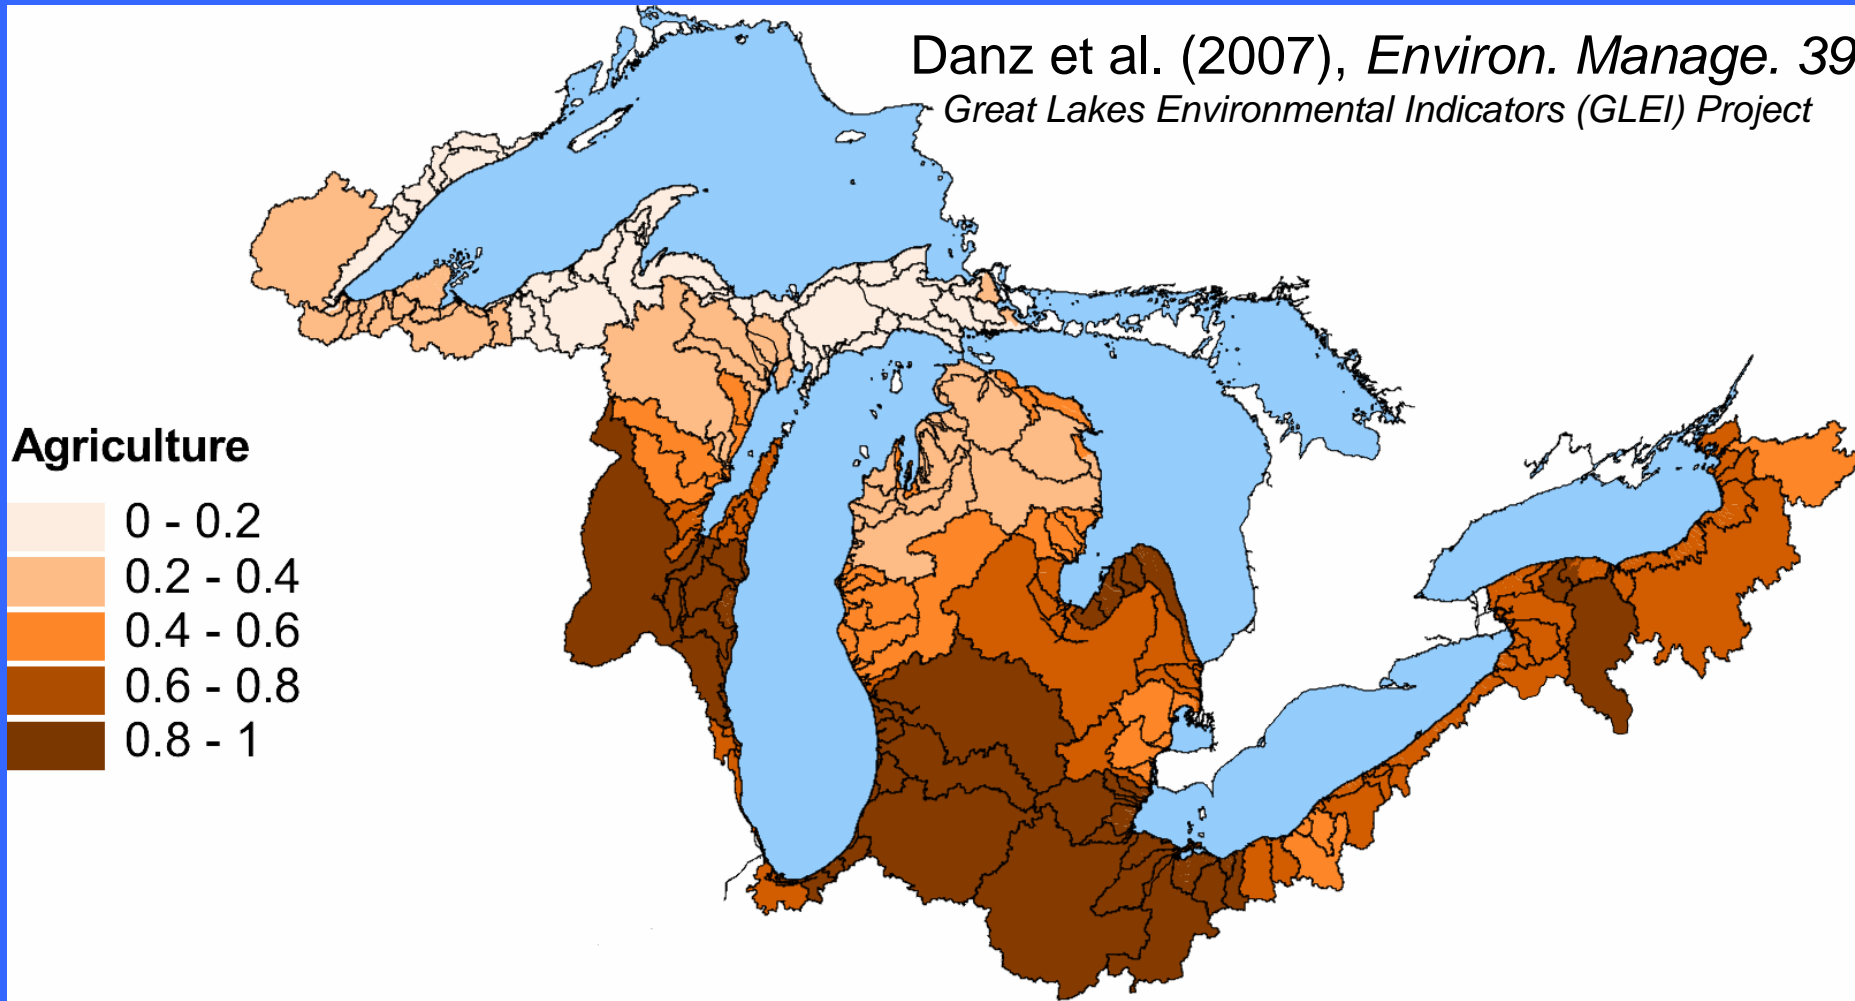 Danz et al. (2007), Environ. Manage. 39
Great Lakes Environmental Indicators (GLEI) Project
Agriculture
0 - 0.2
0.2 - 0.4
0.4 - 0.6
0.6 - 0.8
0.8 - 1